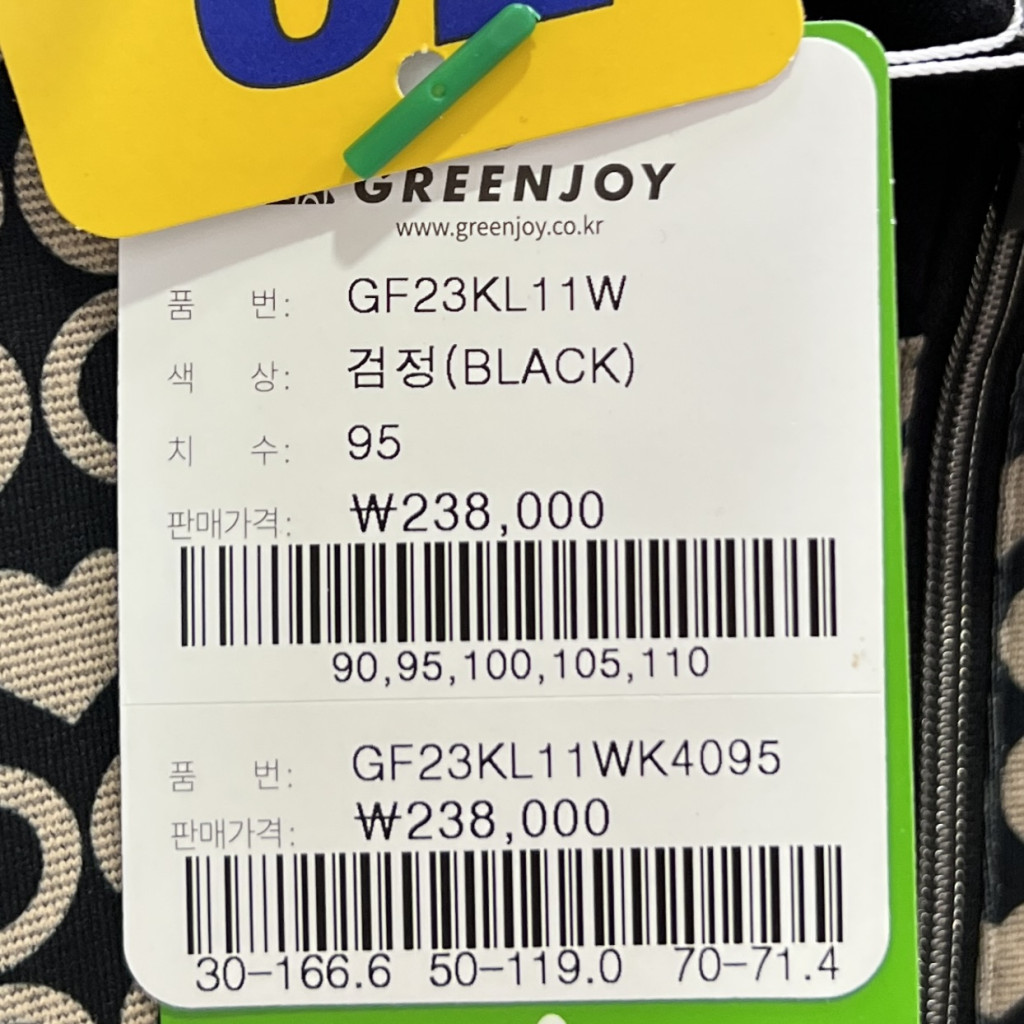 GREENJOY
www.greenjoy.co.kr
품 번: GF23KL11W
색 상: 검정(BLACK)
치 수: 95
판매가격: ₩238,000
90,95,100,105,110
품 번: GF23KL11WK4095
판매가격: ₩238,000
30-166.6 50-119.0 70-71.4